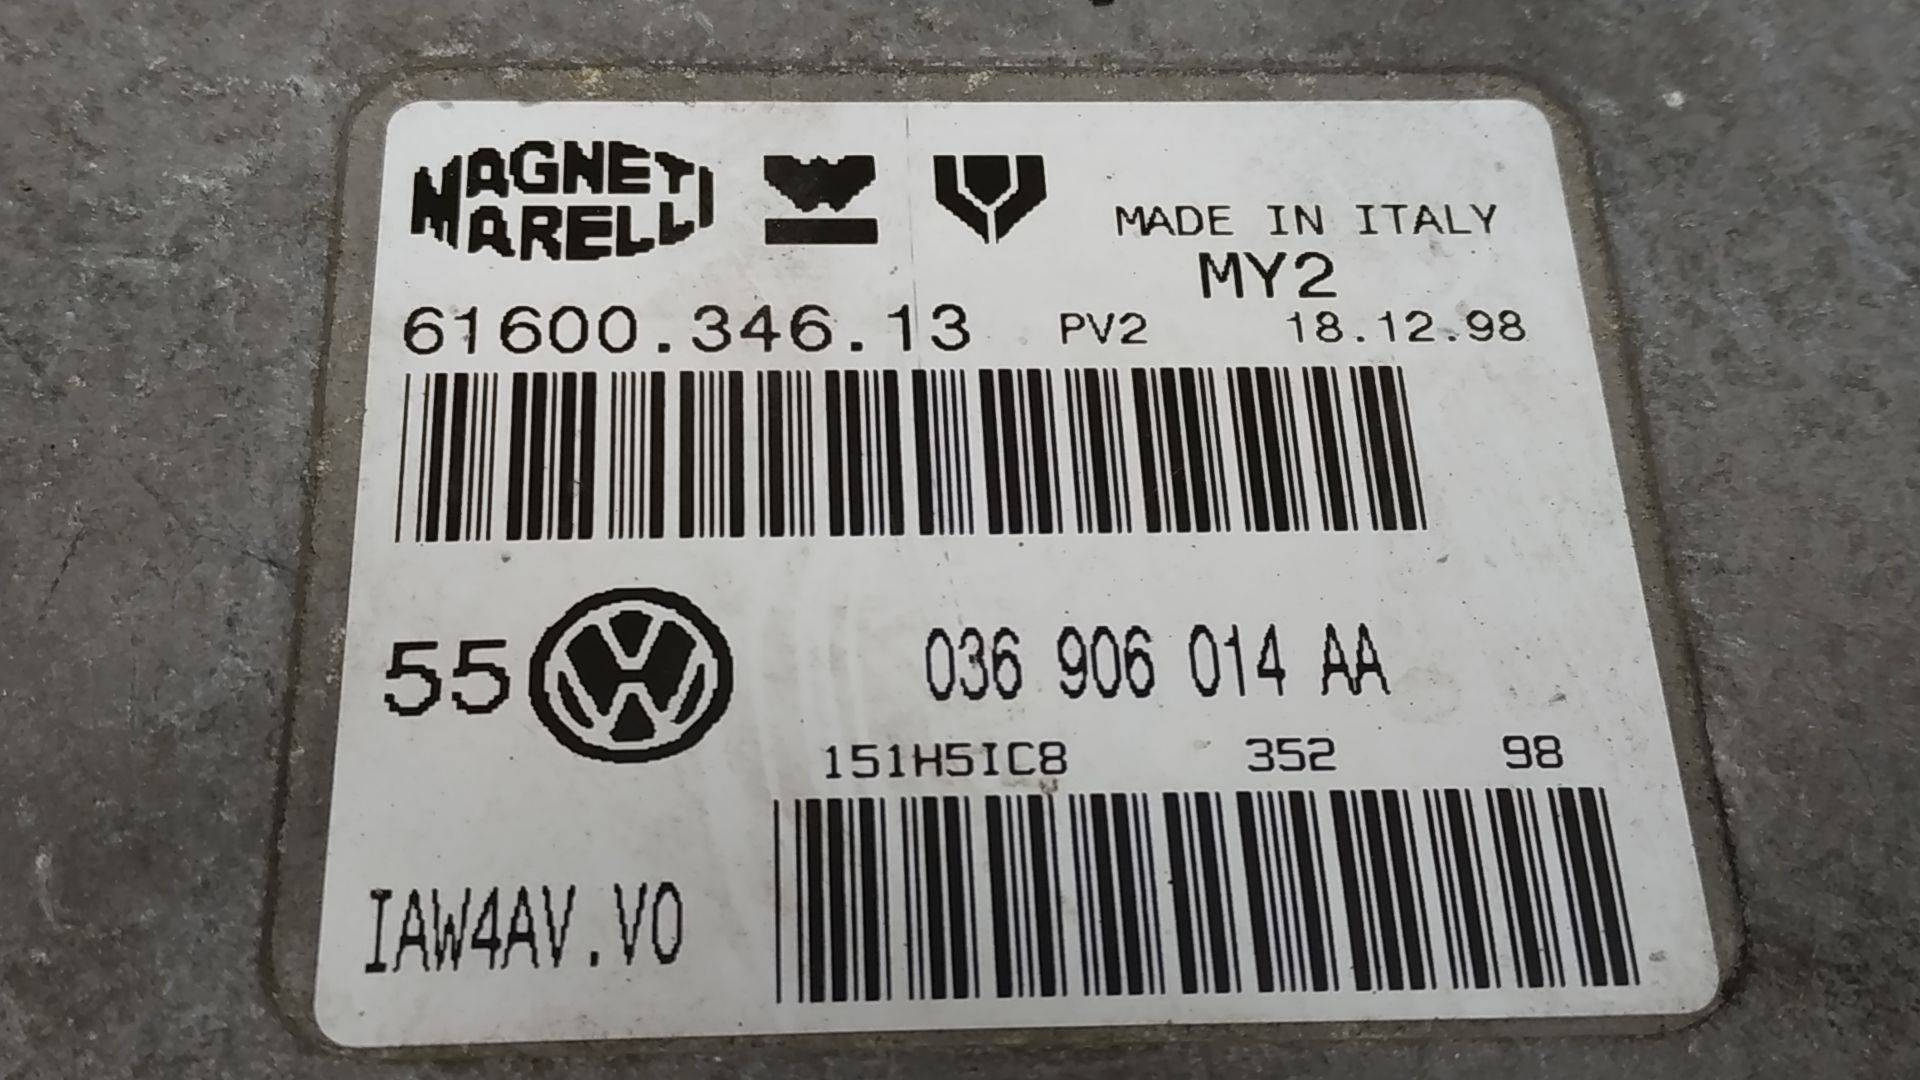 MAGNETI
MARELLI
MADE IN ITALY
MY2
61600.346.13 PV2 18.12.98
55 036 906 014 AA
151H5IC8 352 98
IAW4AV.V0